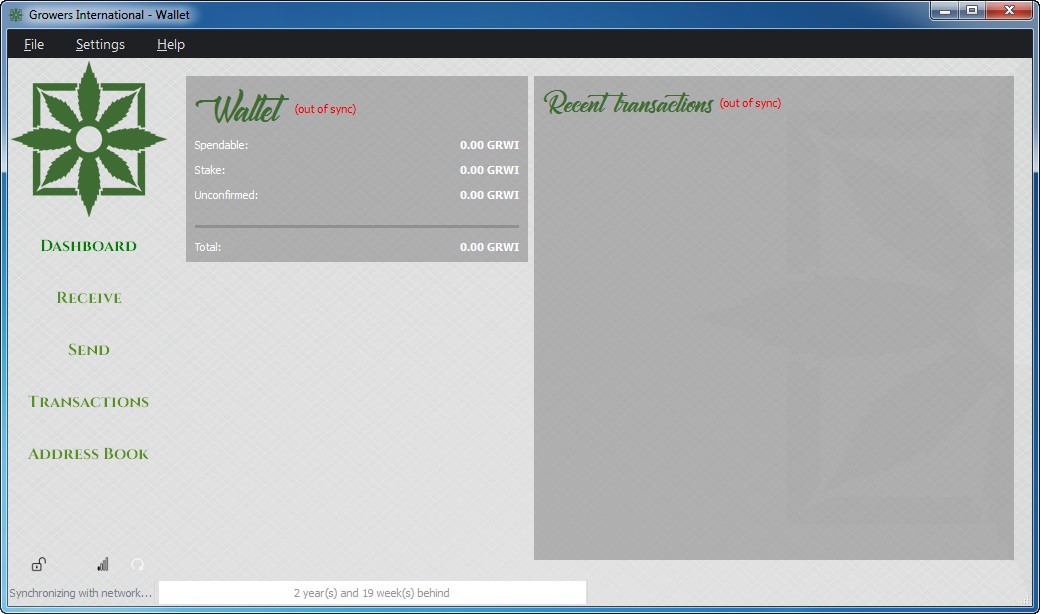 Growers International - Wallet
File Settings Help
Wallet (out of sync)
Spendable: 0.00 GRWI
Stake: 0.00 GRWI
Unconfirmed: 0.00 GRWI
Total: 0.00 GRWI
Recent transactions (out of sync)
Dashboard
Receive
Send
Transactions
Address Book
Synchronizing with network...
2 year(s) and 19 week(s) behind